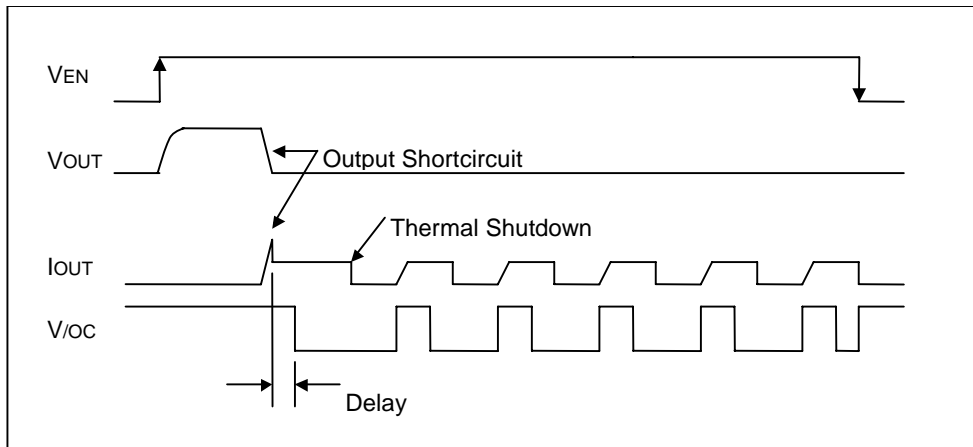 VEN
VOUT
Output Shortcircuit
Thermal Shutdown
IOUT
V/OC
Delay